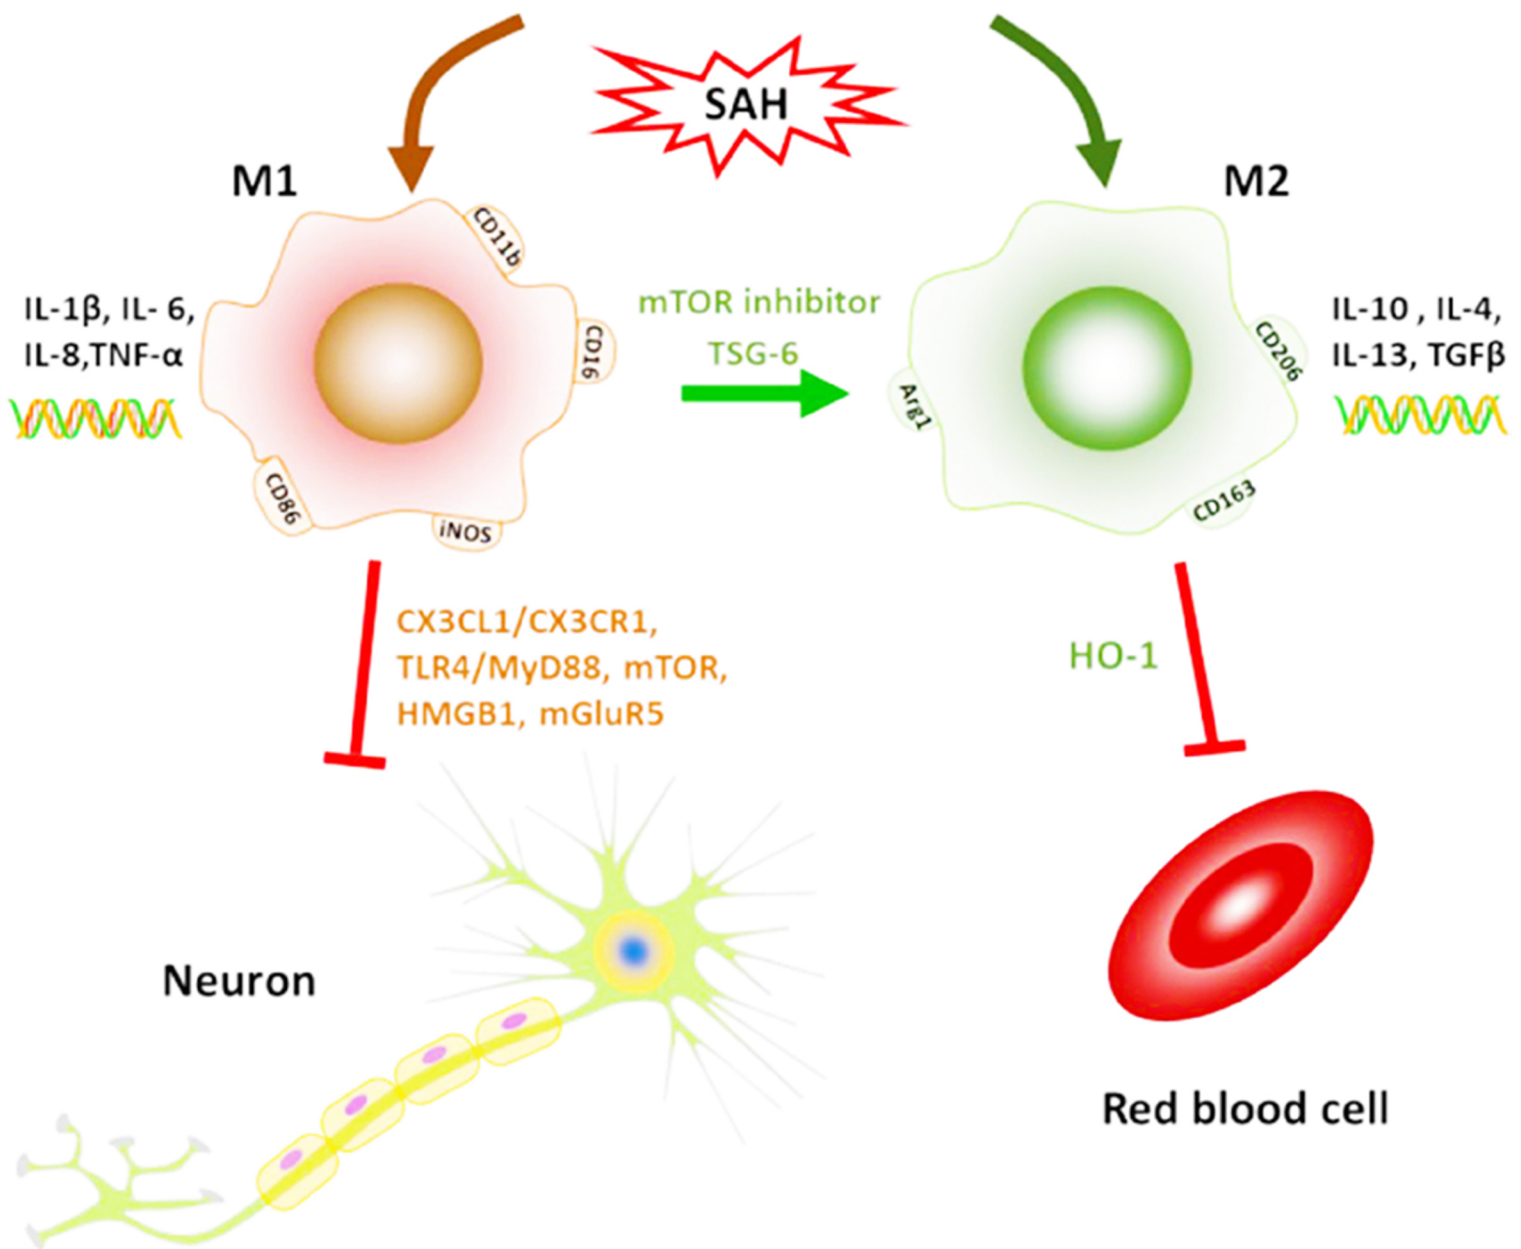 SAH
M1
M2
CD11b
IL-1β, IL- 6,
IL-8,TNF-α
CD16
CD86
iNOS
mTOR inhibitor
TSG-6
Arg1
CD206
CD163
IL-10 , IL-4,
IL-13, TGFβ
CX3CL1/CX3CR1,
TLR4/MyD88, mTOR,
HMGB1, mGluR5
HO-1
Neuron
Red blood cell